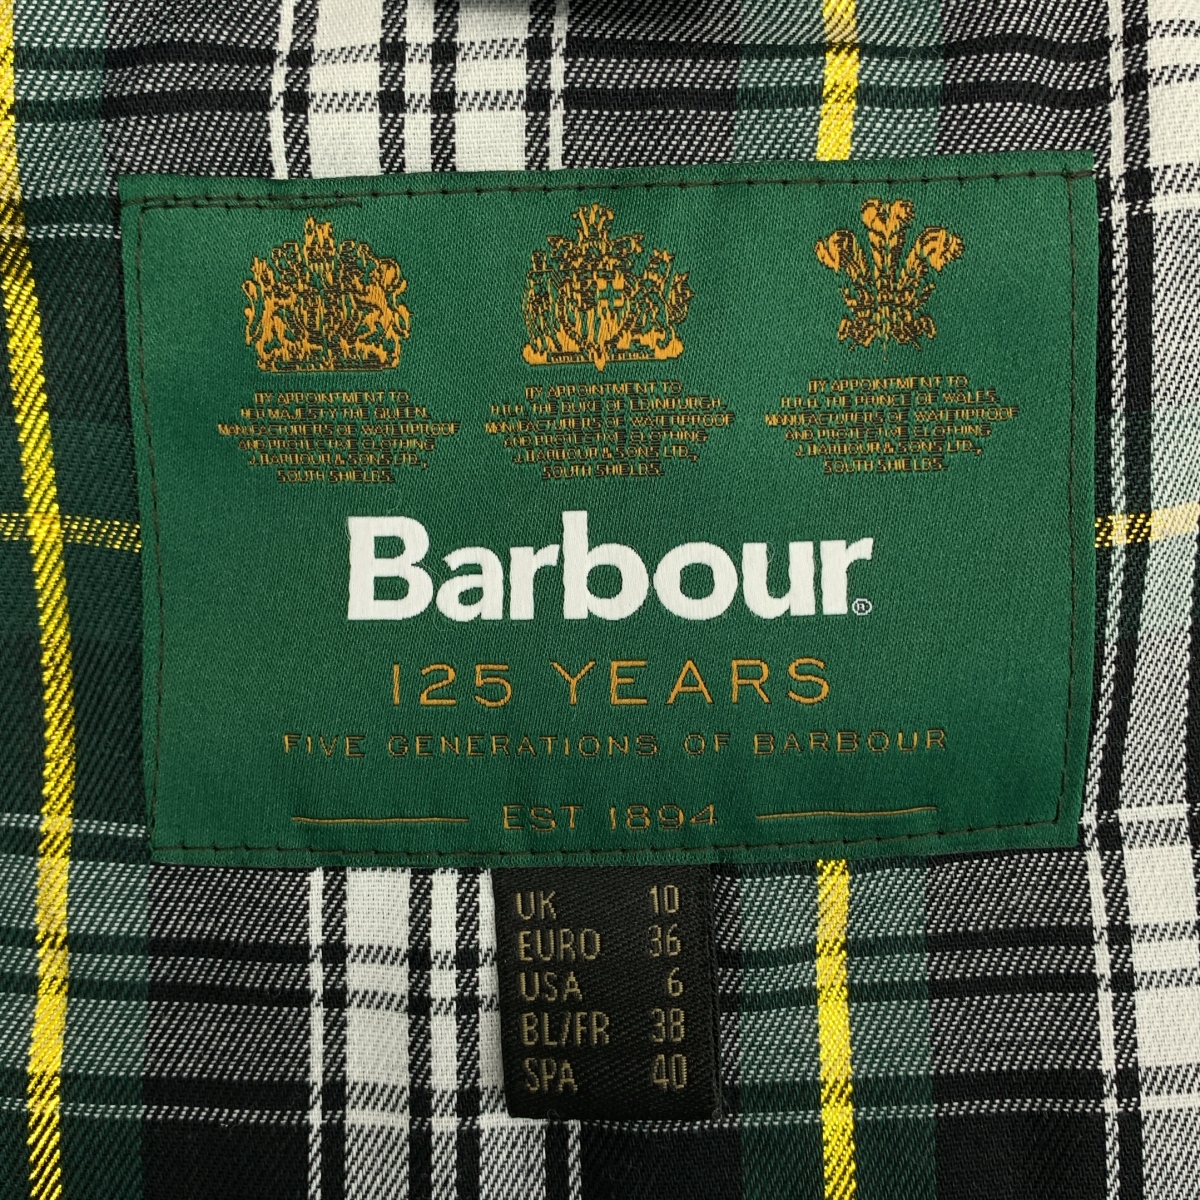 BY APPOINTMENT TO
HER MAJESTY THE QUEEN
MANUFACTURERS OF WATERPROOF
AND PROTECTIVE CLOTHING
J.BARBOUR & SONS LTD.,
SOUTH SHIELDS.
BY APPOINTMENT TO
H.R.H. THE DUKE OF EDINBURGH.
MANUFACTURERS OF WATERPROOF
AND PROTECTIVE CLOTHING
J.BARBOUR & SONS LTD.,
SOUTH SHIELDS.
BY APPOINTMENT TO
H.R.H. THE PRINCE OF WALES.
MANUFACTURERS OF WATERPROOF
AND PROTECTIVE CLOTHING
J.BARBOUR & SONS LTD.,
SOUTH SHIELDS.
Barbour®
125 YEARS
FIVE GENERATIONS OF BARBOUR
EST 1894
UK 10
EURO 36
USA 6
BL/FR 38
SPA 40